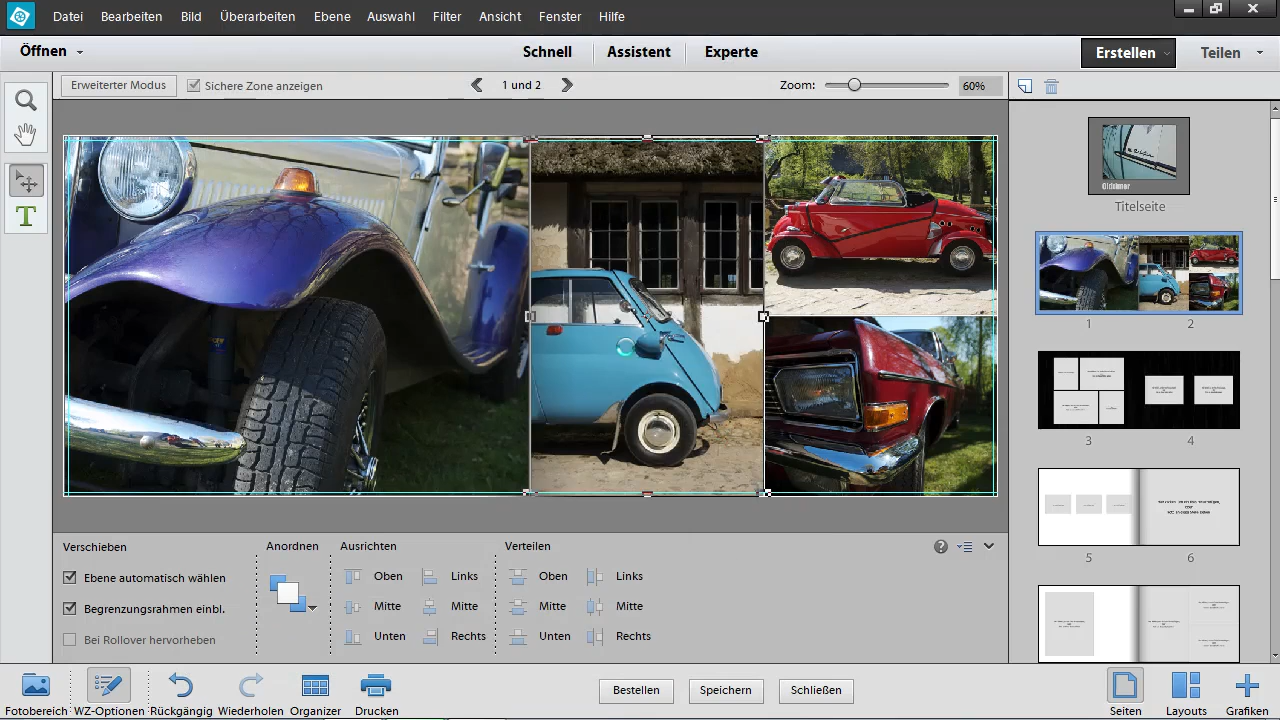 Datei Bearbeiten Bild Überarbeiten Ebene Auswahl Filter Ansicht Fenster Hilfe
Öffnen Schnell Assistent Experte Erstellen Teilen
Erweiterter Modus Sichere Zone anzeigen 1 und 2 Zoom: 60%
Oldtimer
Titelseite
1 2
3 4
5 6
Verschieben Anordnen Ausrichten Verteilen
Ebene automatisch wählen Oben Links Oben Links
Begrenzungsrahmen einbl. Mitte Mitte Mitte Mitte
Bei Rollover hervorheben Unten Rechts Unten Rechts
Bestellen Speichern Schließen
Fotobereich WZ-Optionen Rückgängig Wiederholen Organizer Drucken Seiten Layouts Grafiken